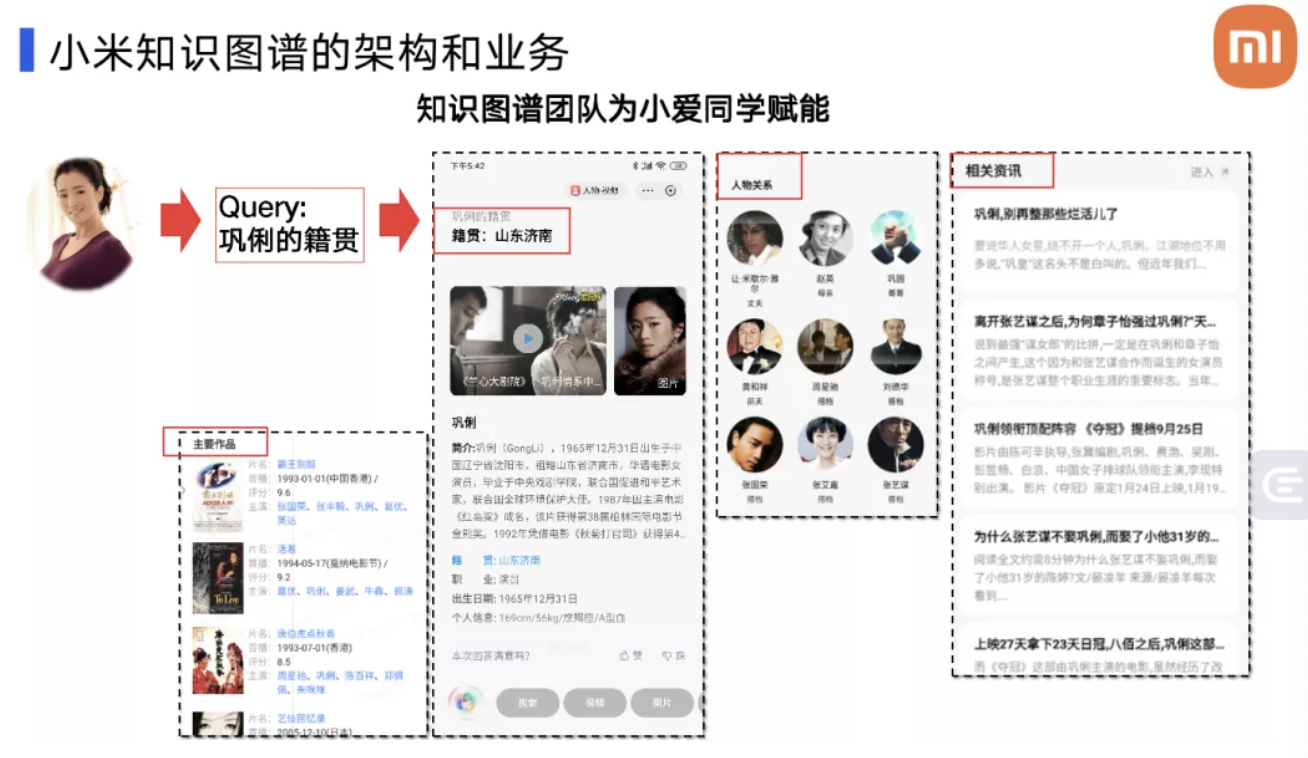 小米知识图谱的架构和业务
mi
知识图谱团队为小爱同学赋能
Query:
巩俐的籍贯
主要作品
片名：霸王别姬
首播：1993-01-01(中国香港) /
评分：9.6
主演：张国荣、张丰毅、巩俐、葛优、
英达
片名：活着
首播：1994-05-17(戛纳电影节) /
评分：9.2
主演：葛优、巩俐、姜武、牛犇、郭涛
To Live
片名：唐伯虎点秋香
首播：1993-07-01(香港)
评分：8.5
主演：周星驰、巩俐、陈百祥、郑佩
佩、朱咪咪
片名：艺伎回忆录
首播：2005-12-10(日本)
下午5:42
人物-视频
巩俐的籍贯
籍贯：山东济南
《兰心大剧院》 巩俐情系中...
图片
巩俐
简介:巩俐（GongLi），1965年12月31日出生于中
国辽宁省沈阳市，祖籍山东省济南市，华语电影女
演员，毕业于中央戏剧学院，联合国促进和平艺术
家，联合国全球环境保护大使。1987年因主演电影
《红高粱》成名，该片获得第38届柏林国际电影节
金熊奖。1992年凭借电影《秋菊打官司》获得第4...
籍 贯: 山东济南
职 业: 演员
出生日期: 1965年12月31日
个人信息: 169cm/56kg/摩羯座/A型血
本次回答满意吗?
赞
踩
搜索
视频
图片
人物关系
让·米歇尔·雅
尔
丈夫
赵英
母亲
巩国
哥哥
黄和祥
前夫
周星驰
搭档
刘德华
搭档
张国荣
搭档
张艾嘉
搭档
张艺谋
搭档
相关资讯
进入
巩俐,别再整那些烂活儿了
要说华人女星,绕不开一个人,巩俐。江湖地位不用
多说,"巩皇"这名头不是白叫的。但近年我们...
离开张艺谋之后,为何章子怡强过巩俐?"天...
说到最强"谋女郎"的比拼,一定是在巩俐和章子怡
之间产生,这个因为和张艺谋合作而诞生的女演员
称号,是张艺谋整个职业生涯的重要标志。当年...
巩俐领衔顶配阵容 《夺冠》提档9月25日
影片由陈可辛执导,张冀编剧,巩俐、黄渤、吴刚、
彭昱畅、白浪、中国女子排球队领衔主演,李现特
别出演。 影片《夺冠》原定1月24日上映,1月19...
为什么张艺谋不娶巩俐,而娶了小他31岁的...
阅读全文约需8分钟为什么张艺谋不娶巩俐,而娶
了小他31岁的陈婷?文/晏凌羊 来源/晏凌羊每次
看到...
上映27天拿下23天日冠,八佰之后,巩俐这部...
而《夺冠》这部由巩俐主演的电影,虽然经历了改